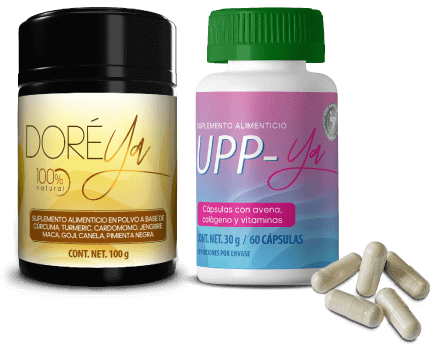 DORÉ Ya
100%
natural
SUPLEMENTO ALIMENTICIO EN POLVO A BASE DE
CURCUMA, TURMERIC, CARDOMOMO, JENGIBRE,
MACA, GOJI, CANELA, PIMIENTA NEGRA.
CONT. NET. 100 g
SUPLEMENTO ALIMENTICIO
UPP- Ya
Cápsulas con avena,
colágeno y vitaminas
CONT. NET. 30 g / 60 CÁPSULAS
PORCIONES POR ENVASE